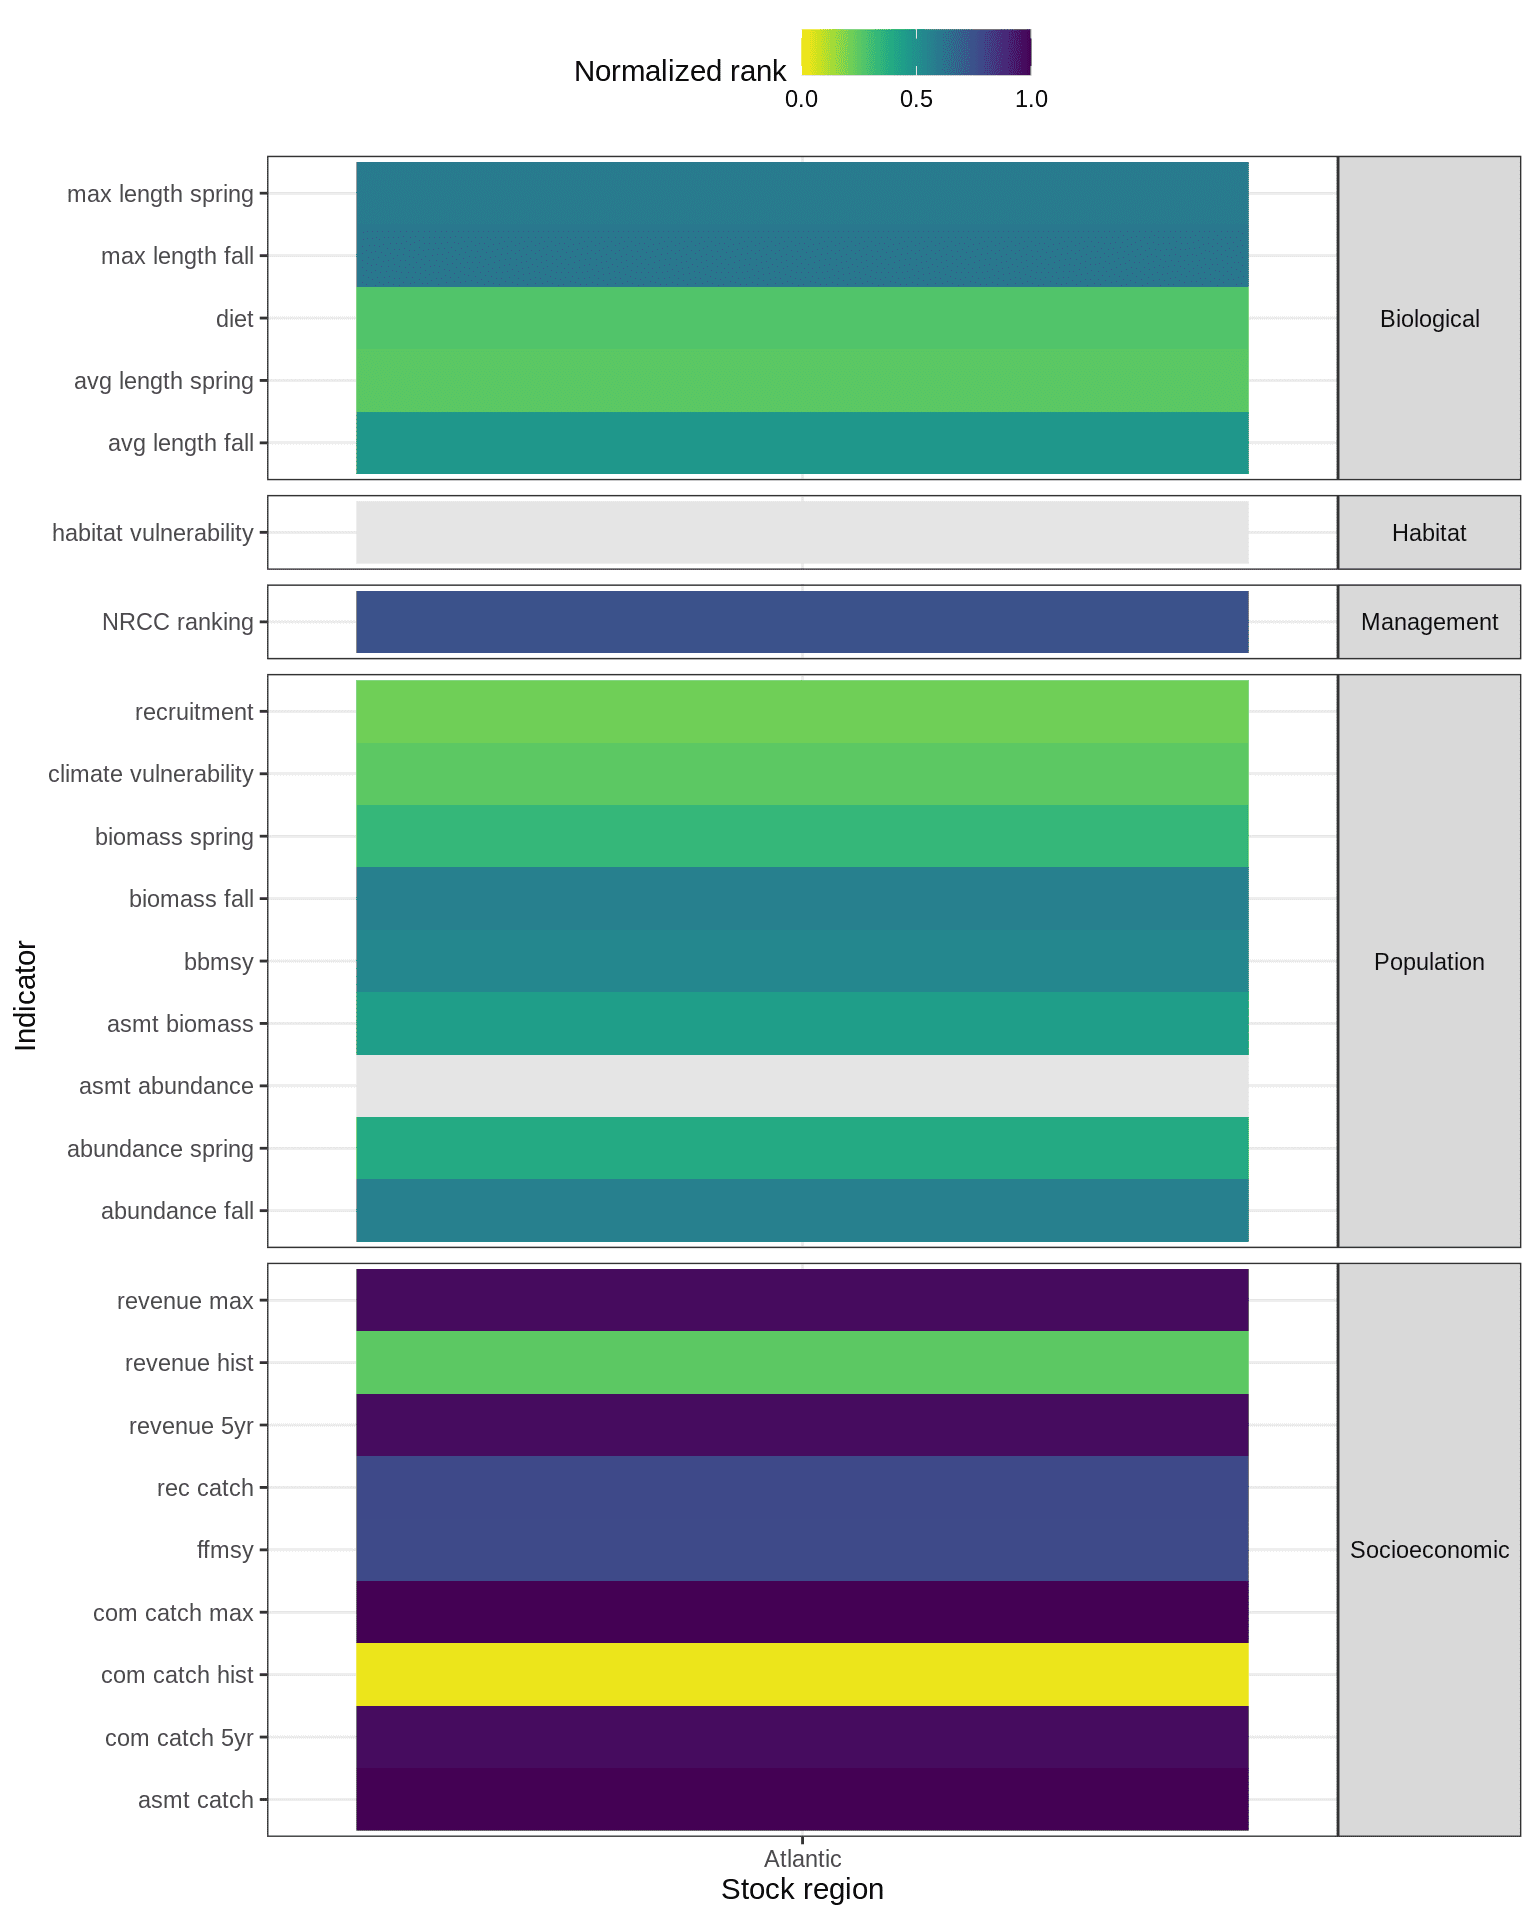 Normalized rank
0.0 0.5 1.0
max length spring
max length fall
diet
avg length spring
avg length fall
Biological
habitat vulnerability
Habitat
NRCC ranking
Management
recruitment
climate vulnerability
biomass spring
biomass fall
bbmsy
asmt biomass
asmt abundance
abundance spring
abundance fall
Population
revenue max
revenue hist
revenue 5yr
rec catch
ffmsy
com catch max
com catch hist
com catch 5yr
asmt catch
Socioeconomic
Indicator
Atlantic
Stock region